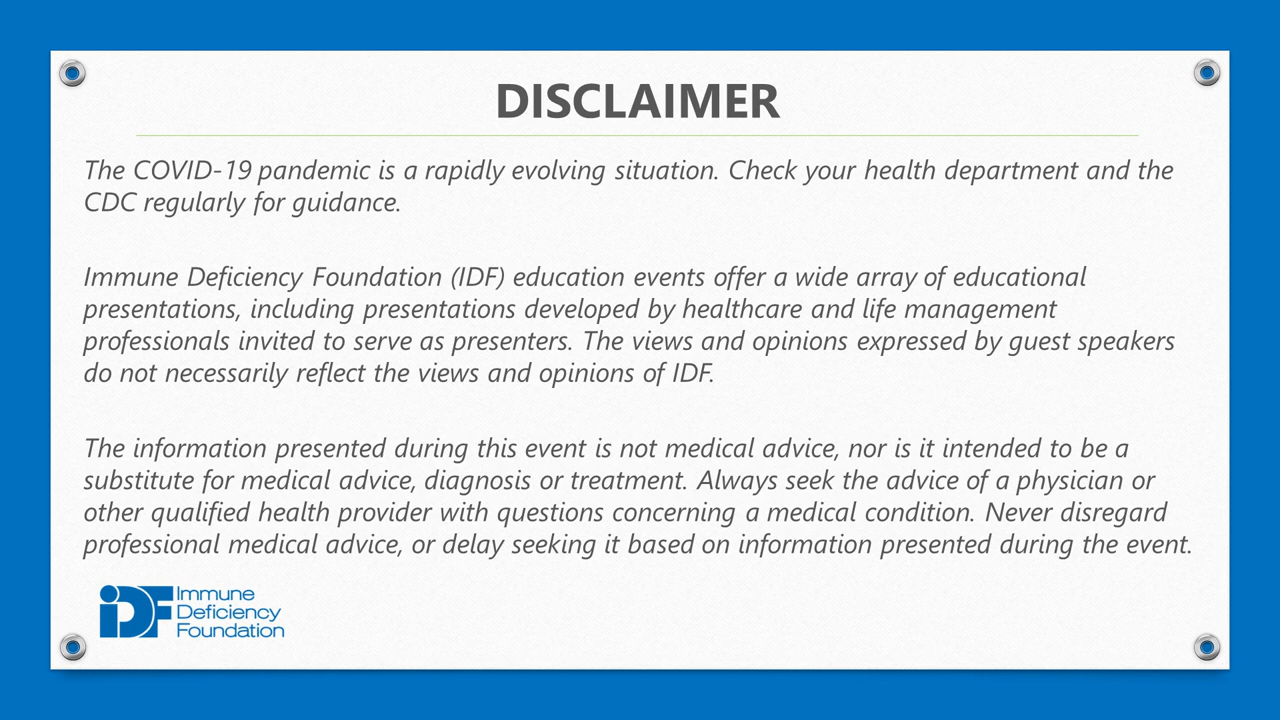 DISCLAIMER
The COVID-19 pandemic is a rapidly evolving situation. Check your health department and the
CDC regularly for guidance.
Immune Deficiency Foundation (IDF) education events offer a wide array of educational
presentations, including presentations developed by healthcare and life management
professionals invited to serve as presenters. The views and opinions expressed by guest speakers
do not necessarily reflect the views and opinions of IDF.
The information presented during this event is not medical advice, nor is it intended to be a
substitute for medical advice, diagnosis or treatment. Always seek the advice of a physician or
other qualified health provider with questions concerning a medical condition. Never disregard
professional medical advice, or delay seeking it based on information presented during the event.
iDF Immune
Deficiency
Foundation